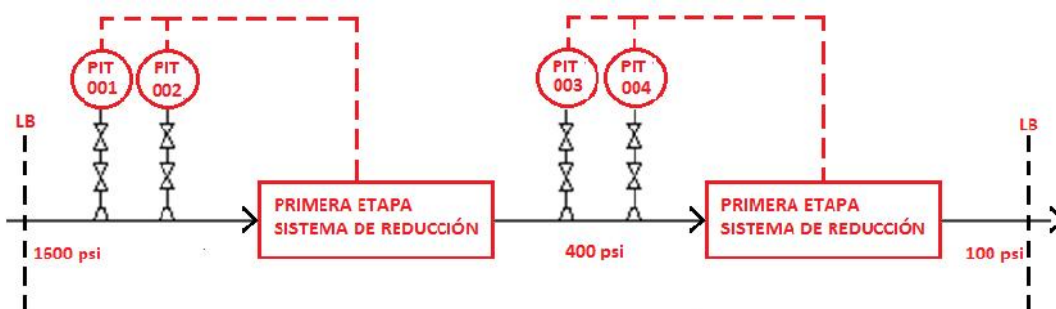 PIT
001
PIT
002
PIT
003
PIT
004
LB
LB
PRIMERA ETAPA
SISTEMA DE REDUCCIÓN
PRIMERA ETAPA
SISTEMA DE REDUCCIÓN
1600 psi
400 psi
100 psi